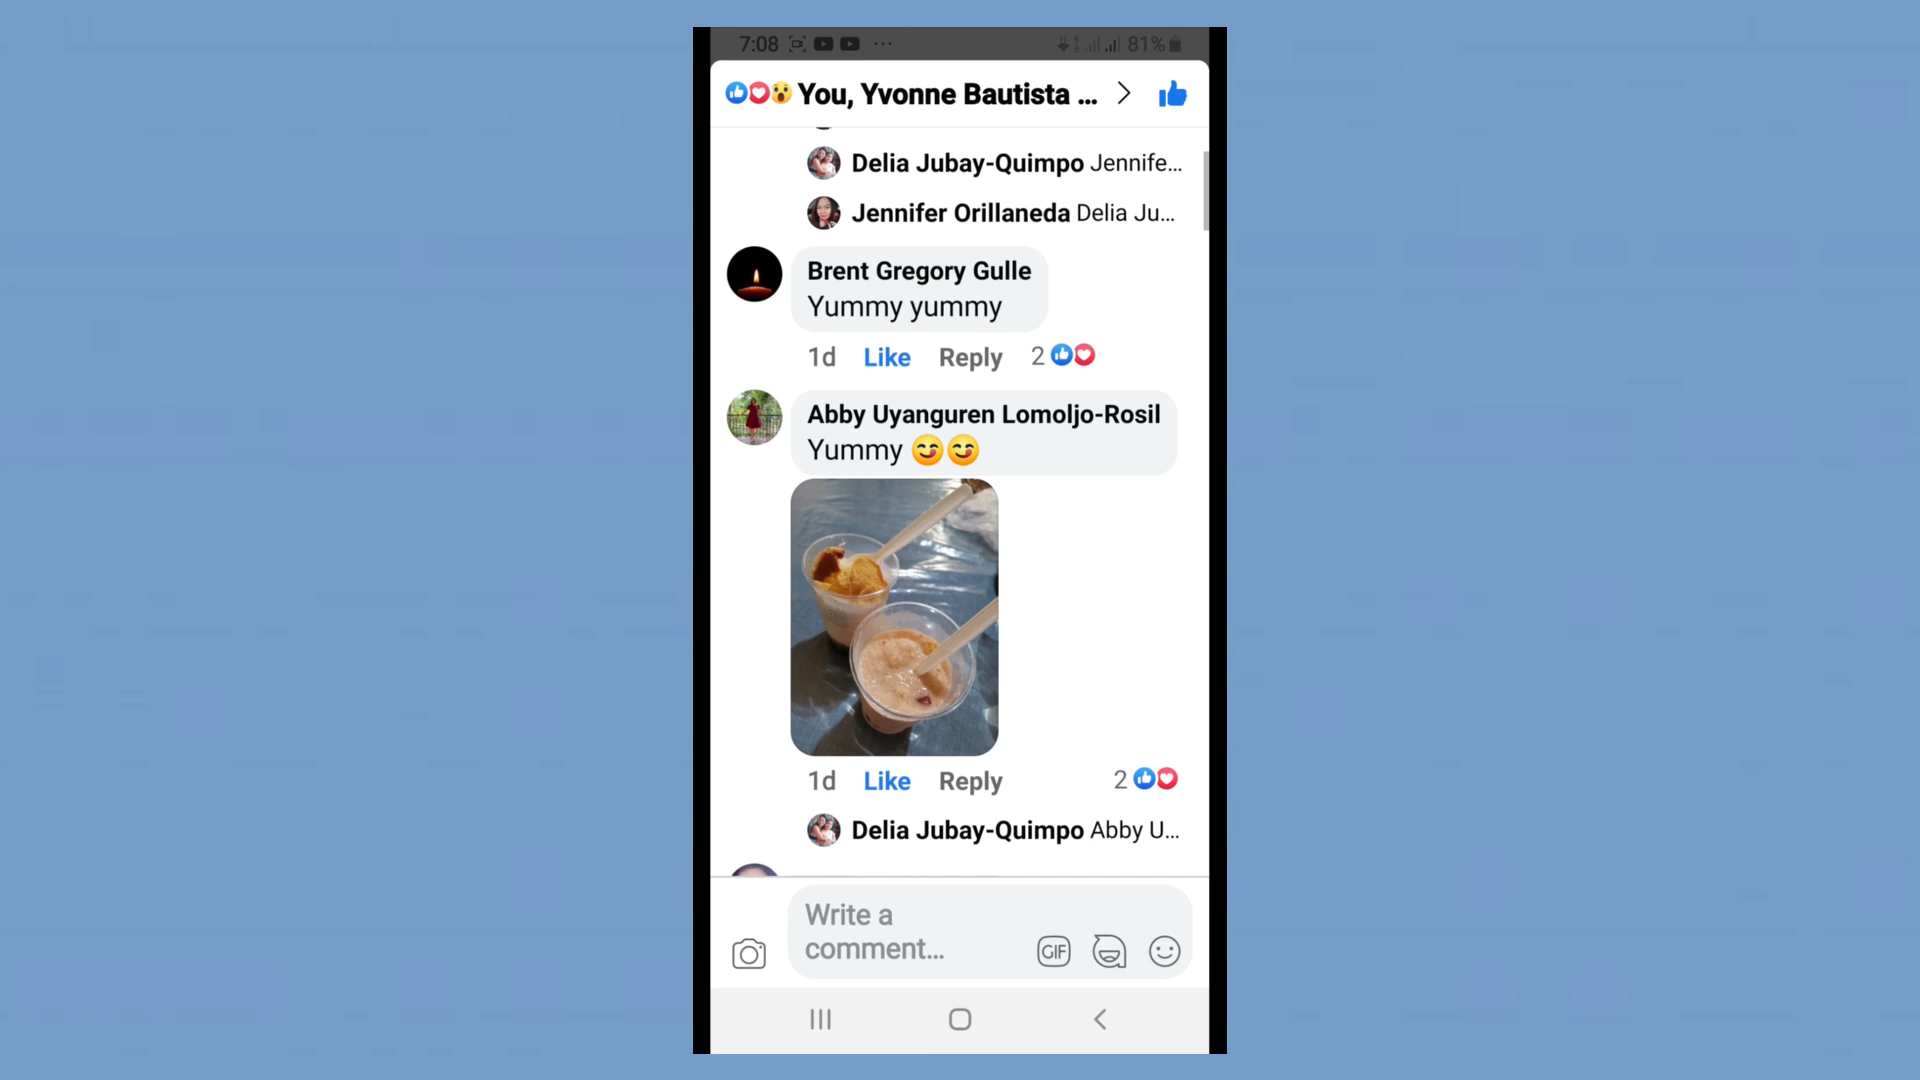 7:08 81%
You, Yvonne Bautista ...
Delia Jubay-Quimpo Jennife...
Jennifer Orillaneda Delia Ju...
Brent Gregory Gulle
Yummy yummy
1d Like Reply 2
Abby Uyanguren Lomoljo-Rosil
Yummy 😋😋
1d Like Reply 2
Delia Jubay-Quimpo Abby U...
Write a
comment...
GIF